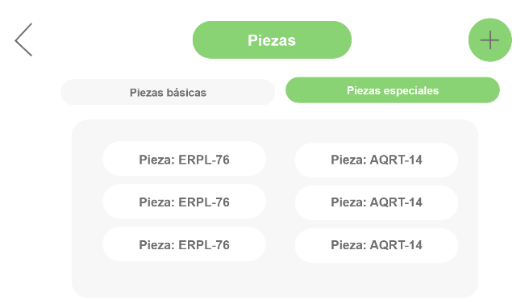 Piezas
Piezas básicas
Piezas especiales
Pieza: ERPL-76
Pieza: AQRT-14
Pieza: ERPL-76
Pieza: AQRT-14
Pieza: ERPL-76
Pieza: AQRT-14